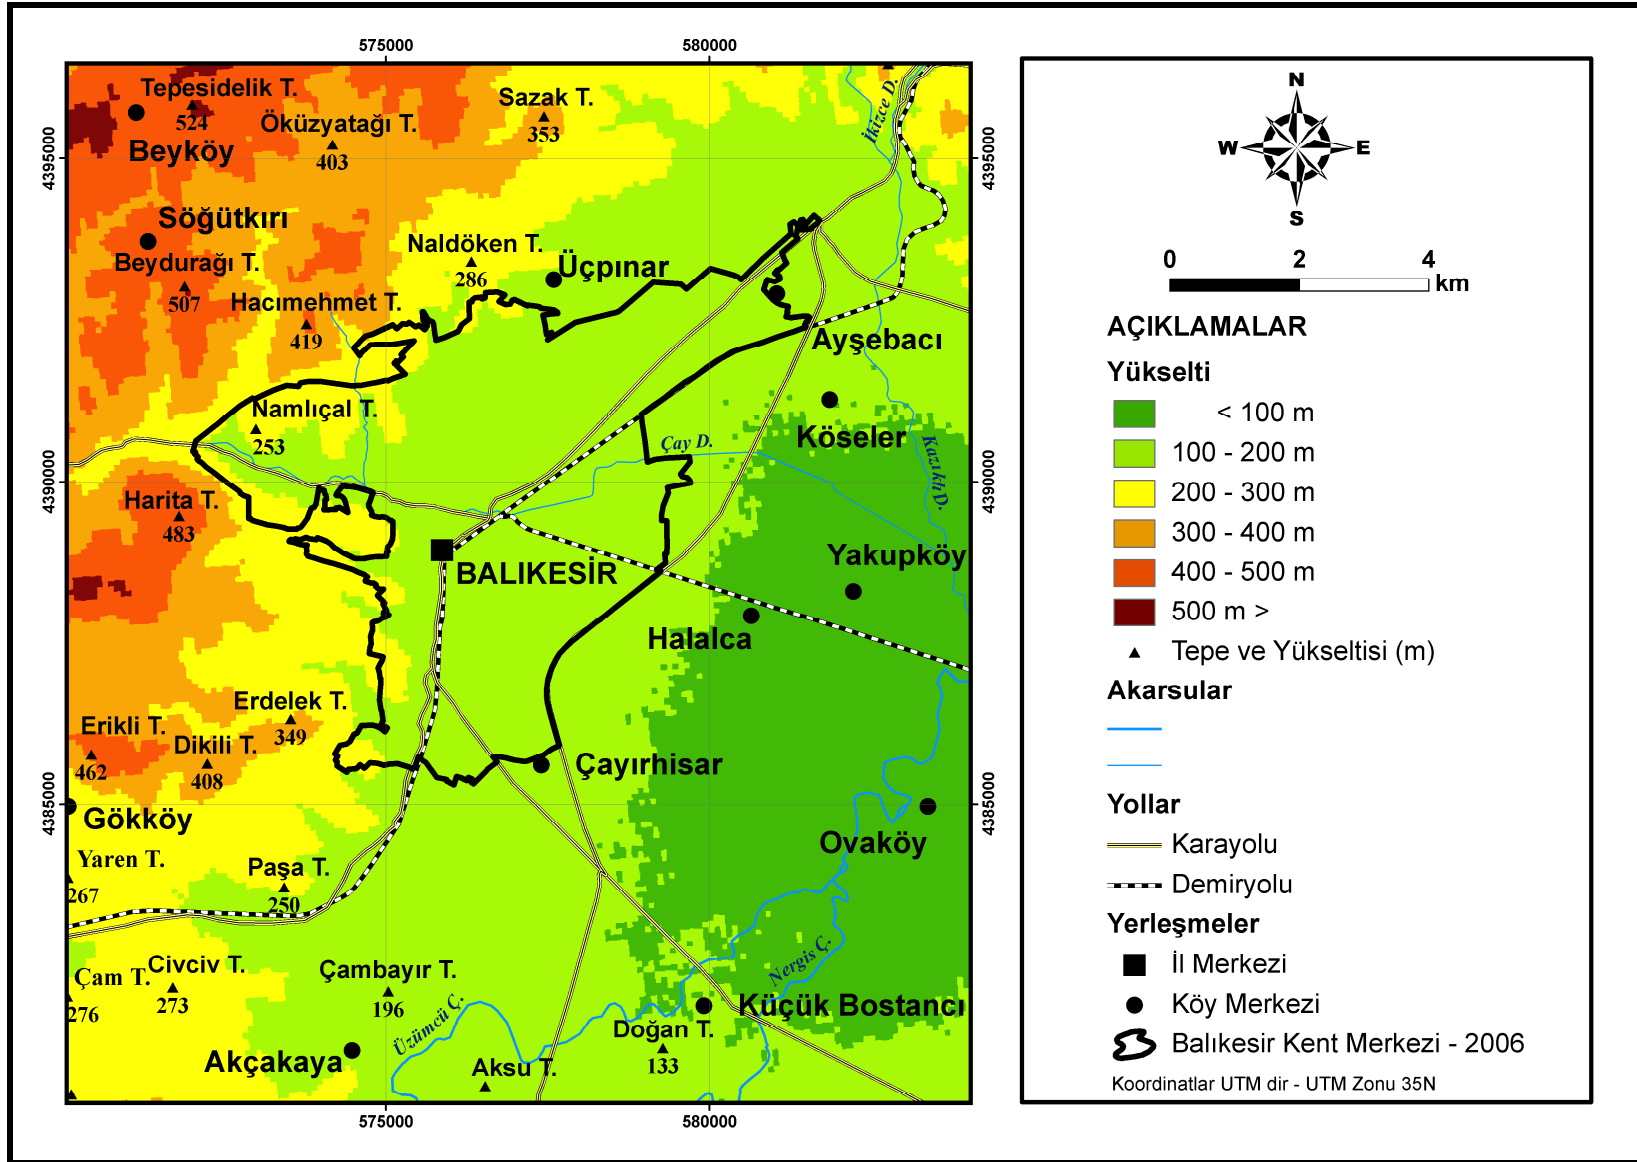 575000
580000
4395000
4390000
4385000
4395000
4390000
4385000
575000
580000
Tepesidelik T.
524
Beyköy
Öküzyatağı T.
403
Sazak T.
353
İkizce D.
Söğütkırı
Beydurağı T.
507
Naldöken T.
286
Üçpınar
Hacımehmet T.
419
Ayşebacı
Namlıçal T.
253
Çay D.
Köseler
Kazıklı D.
Harita T.
483
BALIKESİR
Yakupköy
Halalca
Erdelek T.
349
Erikli T.
462
Dikili T.
408
Çayırhisar
Gökköy
Ovaköy
Yaren T.
267
Paşa T.
250
Çam T.
276
Civciv T.
273
Çambayır T.
196
Üzümcü Ç.
Nergis Ç.
Küçük Bostancı
Doğan T.
133
Akçakaya
Aksu T.
N
W
E
S
0 2 4
km
AÇIKLAMALAR
Yükselti
< 100 m
100 - 200 m
200 - 300 m
300 - 400 m
400 - 500 m
500 m >
Tepe ve Yükseltisi (m)
Akarsular
Yollar
Karayolu
Demiryolu
Yerleşmeler
İl Merkezi
Köy Merkezi
Balıkesir Kent Merkezi - 2006
Koordinatlar UTM dir - UTM Zonu 35N